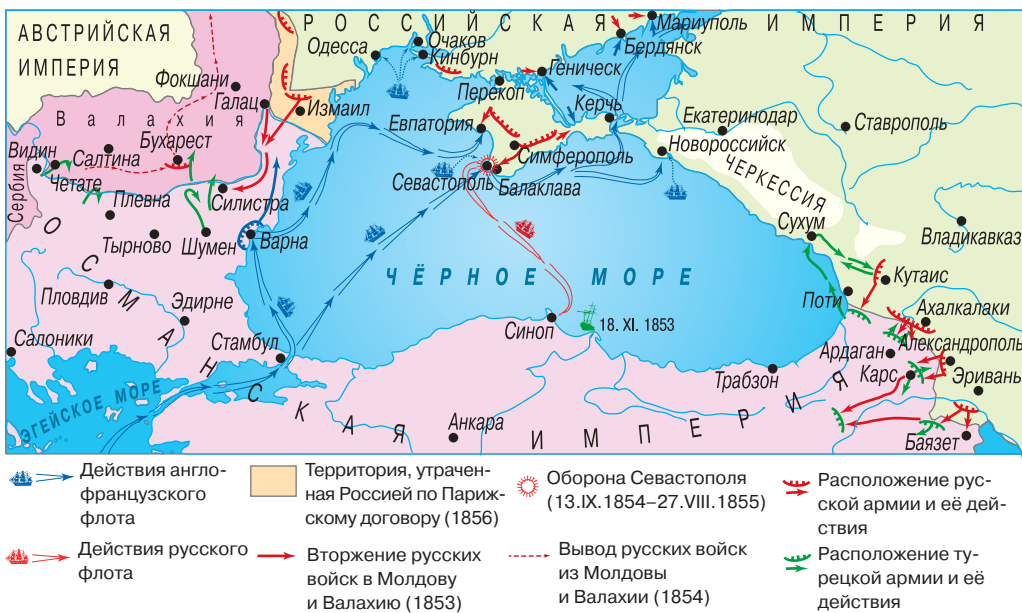 РОССИЙСКАЯ ИМПЕРИЯ
АВСТРИЙСКАЯ
ИМПЕРИЯ
Мариуполь
Бердянск
Одесса
Очаков
Кинбурн
Геническ
Фокшани
Галац
Измаил
Перекоп
Керчь
Валахия
Бухарест
Евпатория
Екатеринодар
Ставрополь
Видин
Салтина
Симферополь
Новороссийск
Четате
Севастополь
Балаклава
ЧЕРКЕССИЯ
Сербия
Плевна
Силистра
Сухум
Тырново
Шумен
Варна
Владикавказ
ЧЁРНОЕ МОРЕ
Кутаис
Пловдив
Эдирне
Поти
Синоп
18. XI. 1853
Ахалкалаки
Салоники
Стамбул
Ардаган
Александрополь
Трабзон
Карс
Эривань
ЭГЕЙСКОЕ МОРЕ
Анкара
ОСМАНСКАЯ ИМПЕРИЯ
Баязет
Действия англо-
французского
флота
Территория, утрачен-
ная Россией по Париж-
скому договору (1856)
Оборона Севастополя
(13.IX.1854–27.VIII.1855)
Расположение рус-
ской армии и её дей-
ствия
Действия русского
флота
Вторжение русских
войск в Молдову
и Валахию (1853)
Вывод русских войск
из Молдовы
и Валахии (1854)
Расположение ту-
рецкой армии и её
действия